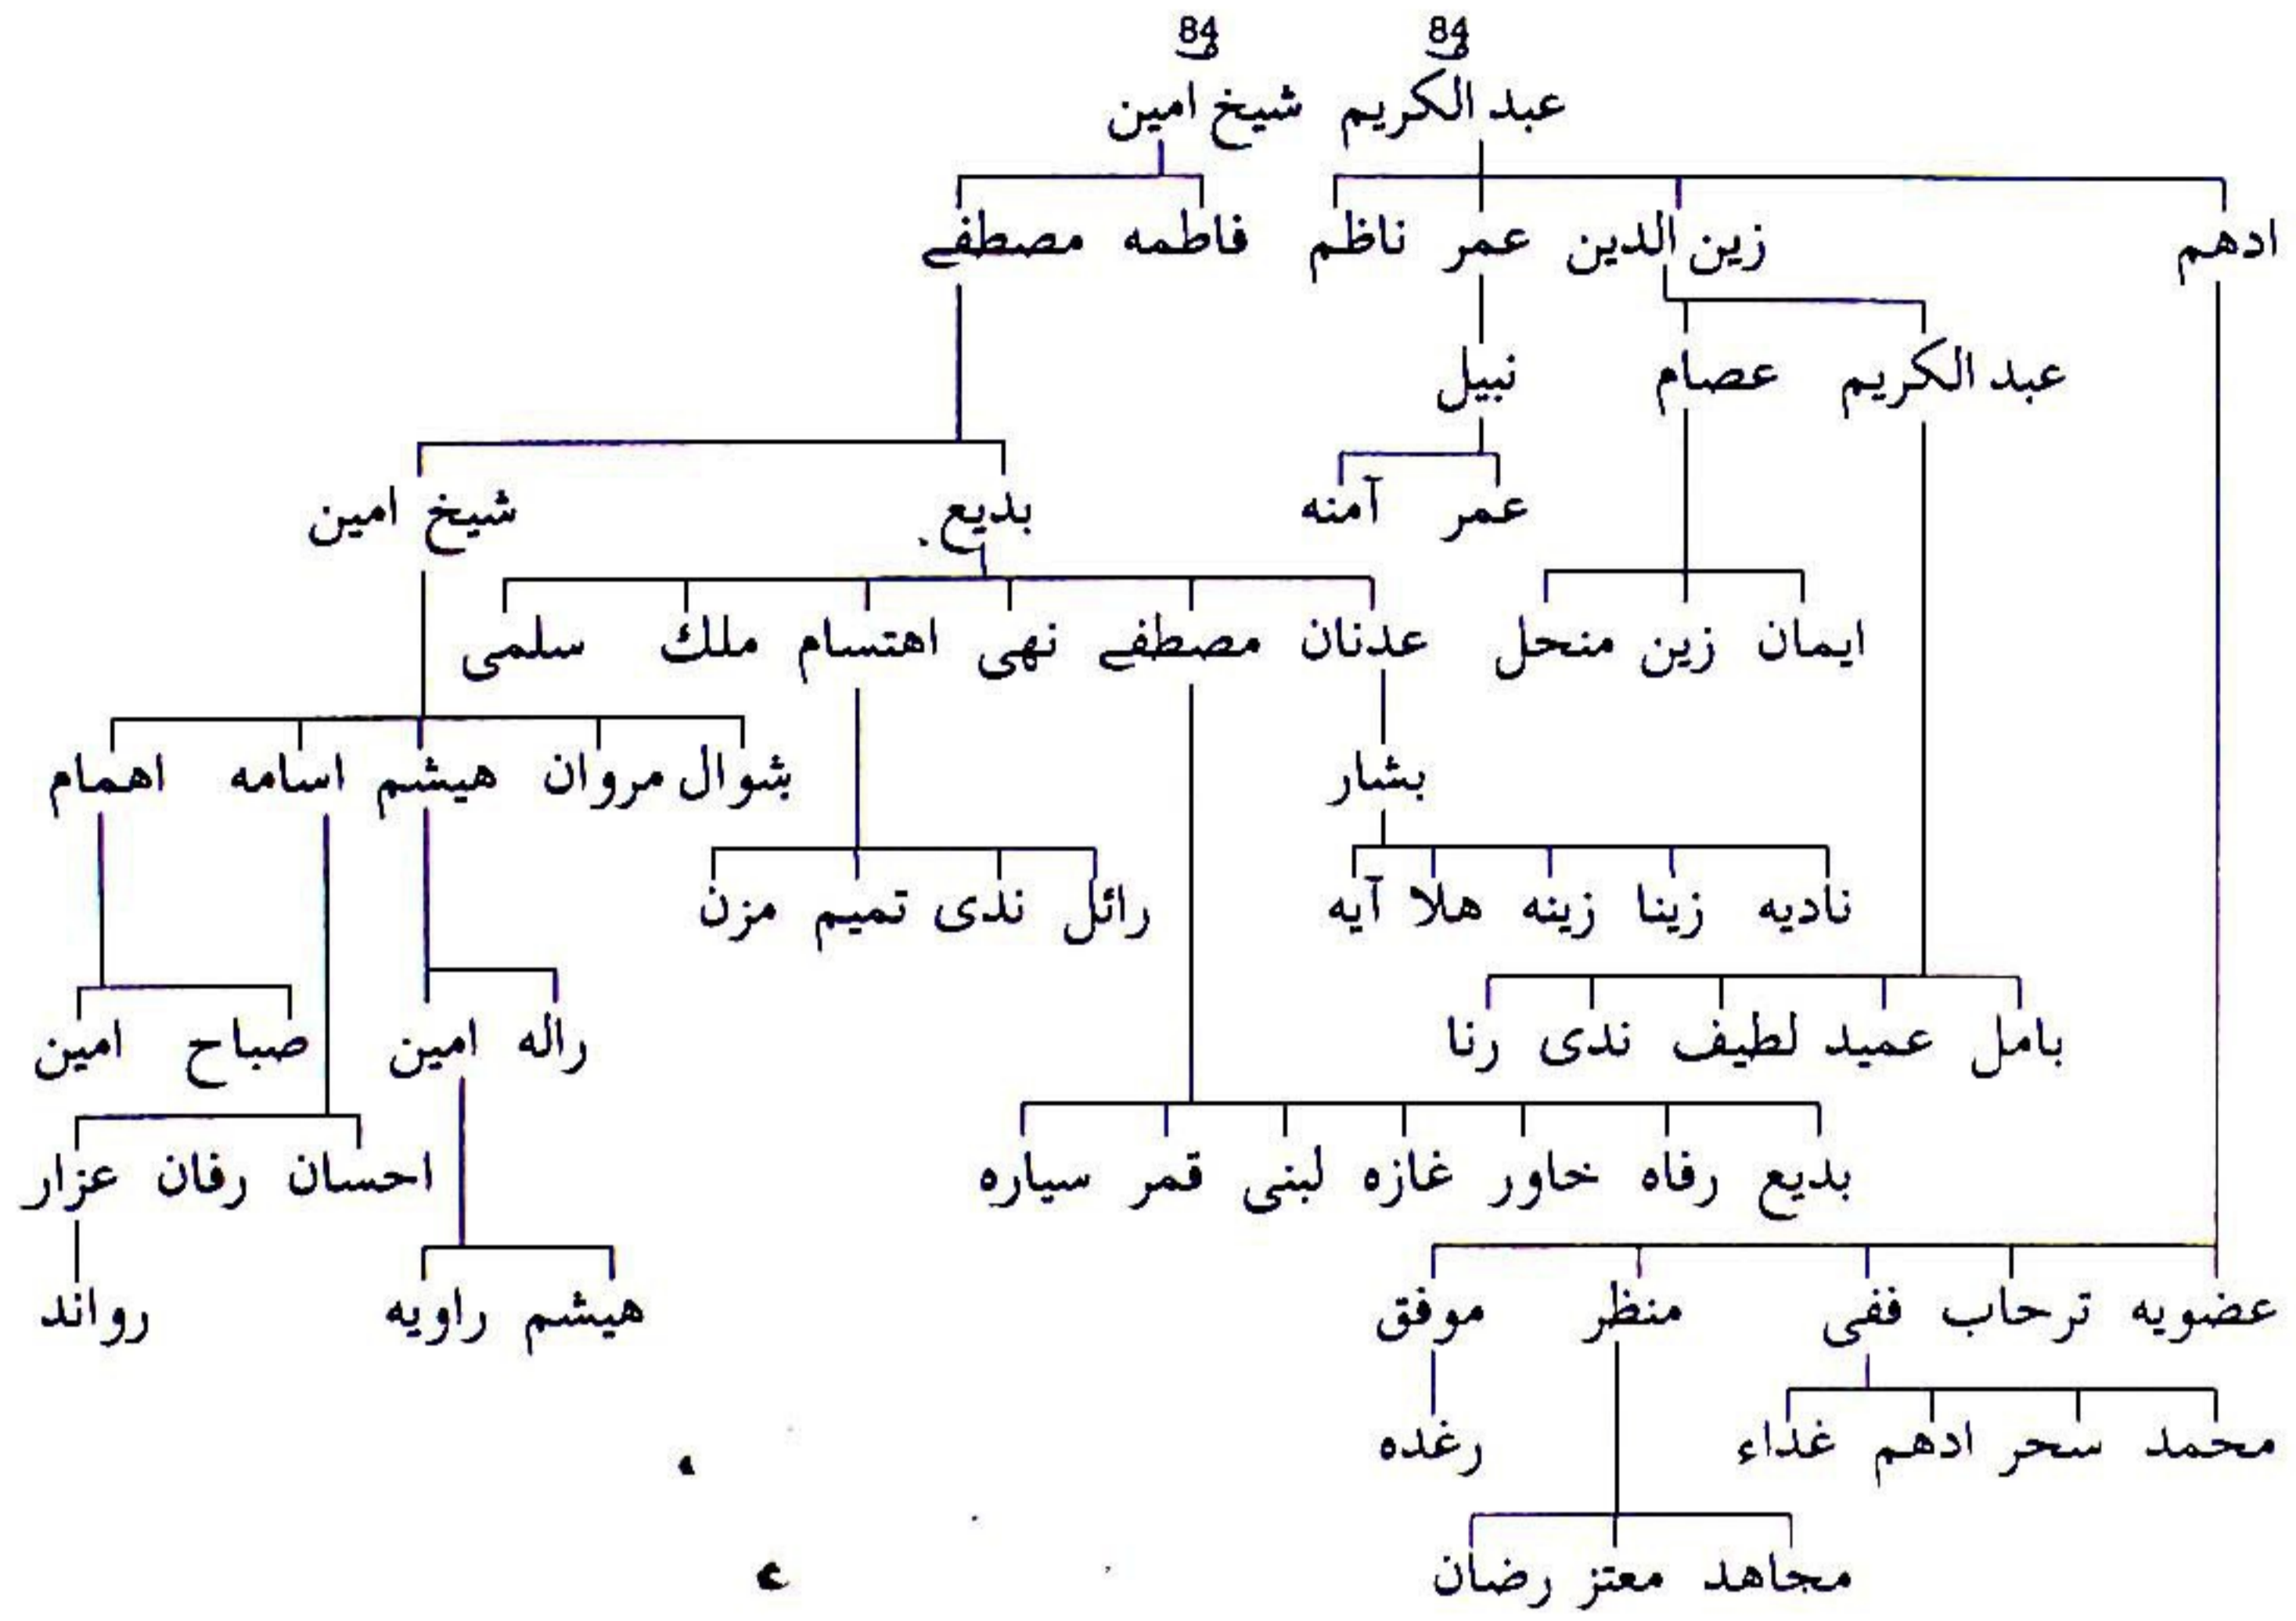 84 84
عبد الكريم شيخ امين
ادهم زين الدين عمر ناظم فاطمه مصطفے
عبد الكريم عصام نبيل
عمر آمنه بديع شيخ امين
ايمان زين منحل عدنان مصطفے نهى اهتسام ملك سلمى
بشار بثوال مروان هيشم اسامه اهمام
ناديه زينا زينه هلا آيه رائل ندى تميم مزن
بامل عميد لطيف ندى رنا راله امين صباح امين
بديع رفاه خاور غازه لبنى قمر سياره احسان رفان عزار
عضويه ترحاب ففى منظر موفق هيشم راويه رواند
محمد سحر ادهم غداء رغده
مجاهد معتز رضان